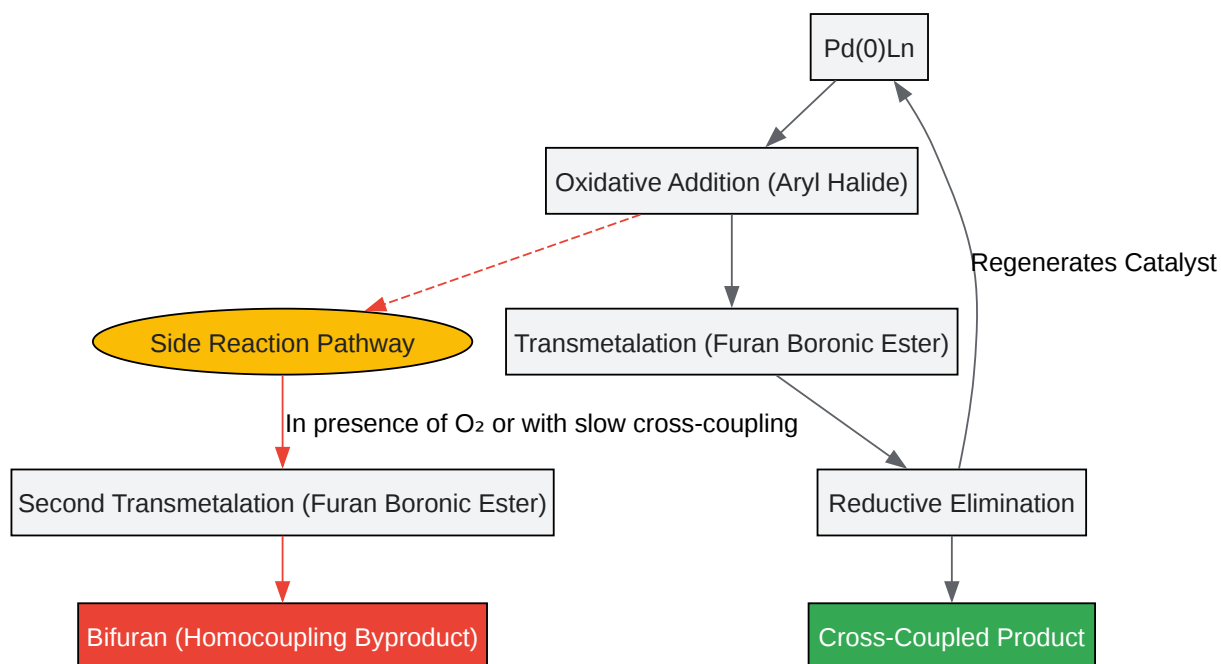 Pd(0)Ln
Oxidative Addition (Aryl Halide)
Regenerates Catalyst
Side Reaction Pathway
Transmetalation (Furan Boronic Ester)
In presence of O₂ or with slow cross-coupling
Second Transmetalation (Furan Boronic Ester)
Reductive Elimination
Bifuran (Homocoupling Byproduct)
Cross-Coupled Product